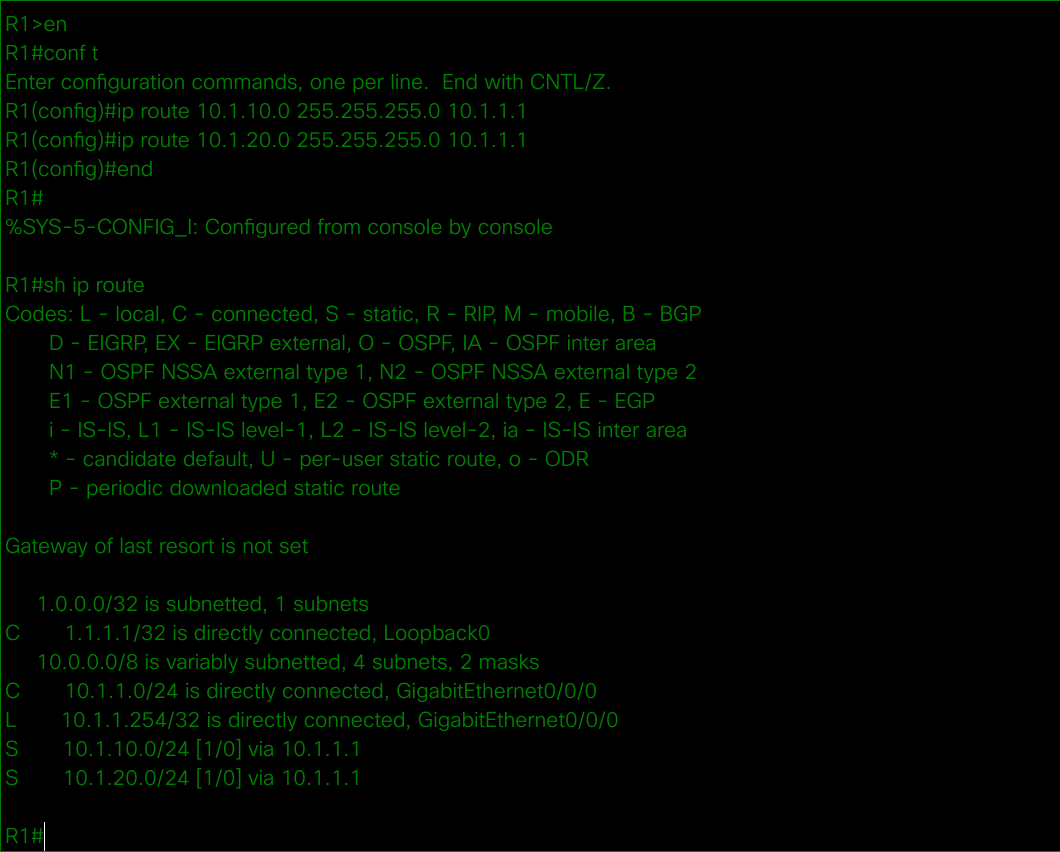 R1>en
R1#conf t
Enter configuration commands, one per line.  End with CNTL/Z.
R1(config)#ip route 10.1.10.0 255.255.255.0 10.1.1.1
R1(config)#ip route 10.1.20.0 255.255.255.0 10.1.1.1
R1(config)#end
R1#
%SYS-5-CONFIG_I: Configured from console by console

R1#sh ip route
Codes: L - local, C - connected, S - static, R - RIP, M - mobile, B - BGP
       D - EIGRP, EX - EIGRP external, O - OSPF, IA - OSPF inter area
       N1 - OSPF NSSA external type 1, N2 - OSPF NSSA external type 2
       E1 - OSPF external type 1, E2 - OSPF external type 2, E - EGP
       i - IS-IS, L1 - IS-IS level-1, L2 - IS-IS level-2, ia - IS-IS inter area
       * - candidate default, U - per-user static route, o - ODR
       P - periodic downloaded static route

Gateway of last resort is not set

     1.0.0.0/32 is subnetted, 1 subnets
C       1.1.1.1/32 is directly connected, Loopback0
     10.0.0.0/8 is variably subnetted, 4 subnets, 2 masks
C       10.1.1.0/24 is directly connected, GigabitEthernet0/0/0
L       10.1.1.254/32 is directly connected, GigabitEthernet0/0/0
S       10.1.10.0/24 [1/0] via 10.1.1.1
S       10.1.20.0/24 [1/0] via 10.1.1.1

R1#